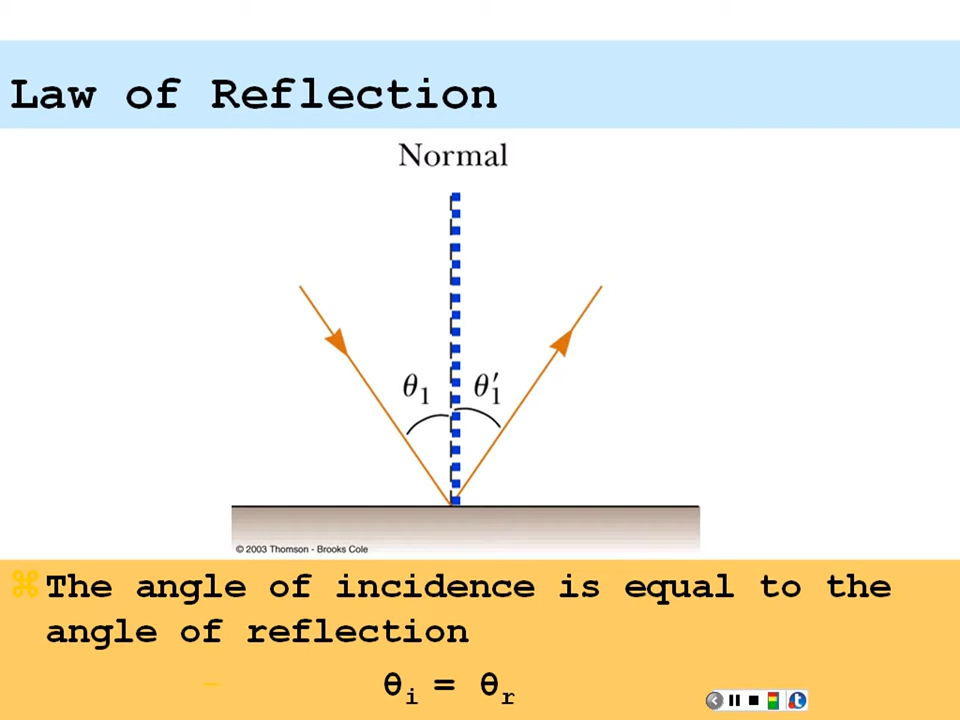 Law of Reflection
Normal
θ₁ θ′₁
© 2003 Thomson - Brooks Cole
⌘The angle of incidence is equal to the
angle of reflection
– θᵢ = θᵣ